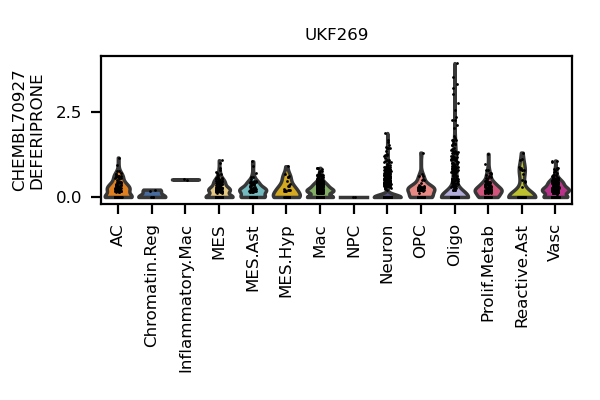 UKF269
CHEMBL70927
DEFERIPRONE
2.5
0.0
AC
Chromatin.Reg
Inflammatory.Mac
MES
MES.Ast
MES.Hyp
Mac
NPC
Neuron
OPC
Oligo
Prolif.Metab
Reactive.Ast
Vasc